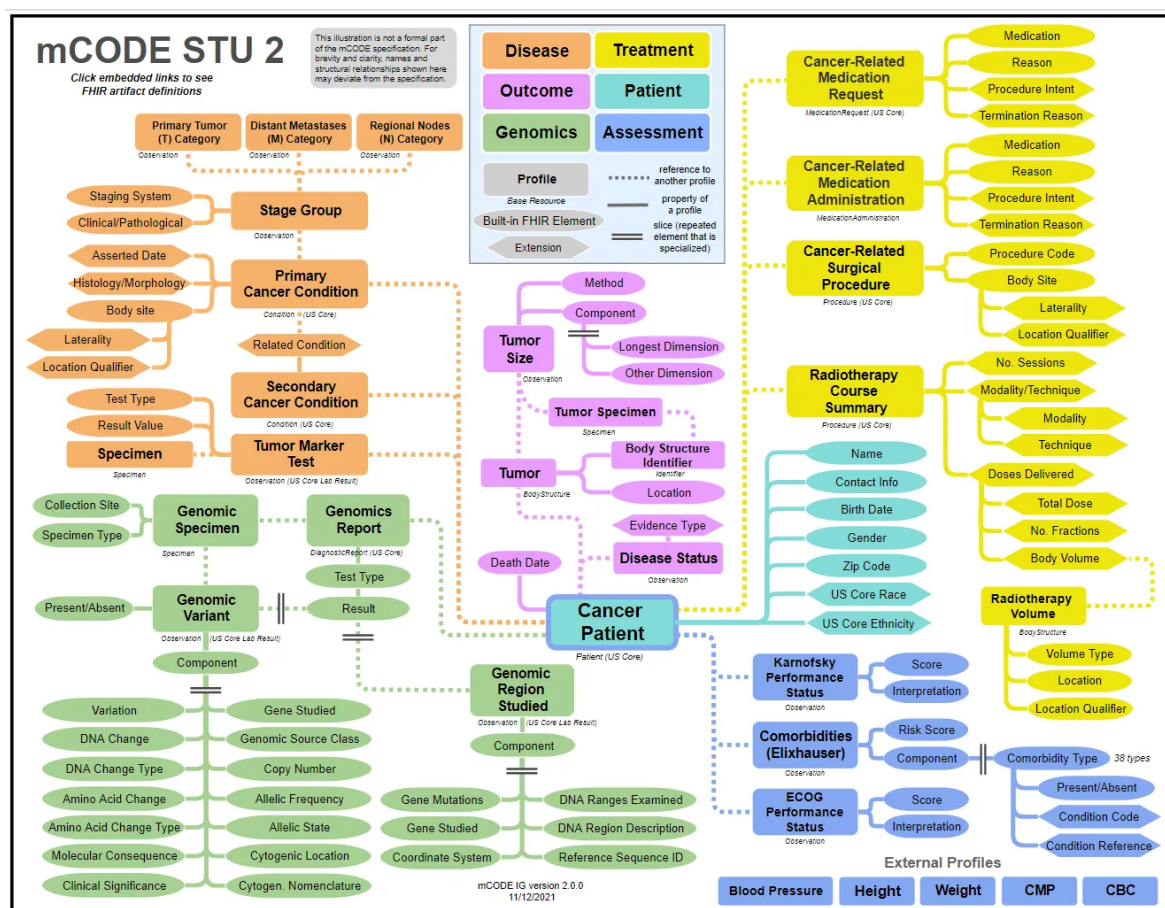 mCODE STU 2
Click embedded links to see
FHIR artifact definitions
This illustration is not a formal part
of the mCODE specification. For
brevity and clarity, names and
structural relationships shown here
may deviate from the specification.
Disease
Treatment
Outcome
Patient
Genomics
Assessment
Profile
Base Resource
Built-in FHIR Element
Extension
reference to
another profile
property of
a profile
slice (repeated
element that is
specialized)
Primary Tumor
(T) Category
Observation
Distant Metastases
(M) Category
Observation
Regional Nodes
(N) Category
Observation
Staging System
Clinical/Pathological
Stage Group
Observation
Asserted Date
Histology/Morphology
Body site
Laterality
Location Qualifier
Primary
Cancer Condition
Condition (US Core)
Related Condition
Secondary
Cancer Condition
Condition (US Core)
Test Type
Result Value
Specimen
Specimen
Tumor Marker
Test
Observation (US Core Lab Result)
Collection Site
Specimen Type
Genomic
Specimen
Specimen
Genomics
Report
DiagnosticReport (US Core)
Test Type
Result
Present/Absent
Genomic
Variant
Observation (US Core Lab Result)
Component
Variation
Gene Studied
DNA Change
Genomic Source Class
DNA Change Type
Copy Number
Amino Acid Change
Allelic Frequency
Amino Acid Change Type
Allelic State
Molecular Consequence
Cytogenic Location
Clinical Significance
Cytogen. Nomenclature
Genomic
Region
Studied
Observation (US Core Lab Result)
Component
Gene Mutations
DNA Ranges Examined
Gene Studied
DNA Region Description
Coordinate System
Reference Sequence ID
mCODE IG version 2.0.0
11/12/2021
Method
Component
Tumor
Size
Observation
Longest Dimension
Other Dimension
Tumor Specimen
Specimen
Tumor
BodyStructure
Body Structure
Identifier
Identifier
Location
Evidence Type
Disease Status
Observation
Death Date
Cancer
Patient
Patient (US Core)
Name
Contact Info
Birth Date
Gender
Zip Code
US Core Race
US Core Ethnicity
Cancer-Related
Medication
Request
MedicationRequest (US Core)
Medication
Reason
Procedure Intent
Termination Reason
Cancer-Related
Medication
Administration
MedicationAdministration
Medication
Reason
Procedure Intent
Termination Reason
Cancer-Related
Surgical
Procedure
Procedure (US Core)
Procedure Code
Body Site
Laterality
Location Qualifier
Radiotherapy
Course
Summary
Procedure (US Core)
No. Sessions
Modality/Technique
Modality
Technique
Doses Delivered
Total Dose
No. Fractions
Body Volume
Radiotherapy
Volume
BodyStructure
Volume Type
Location
Location Qualifier
Karnofsky
Performance
Status
Observation
Score
Interpretation
Comorbidities
(Elixhauser)
Observation
Risk Score
Component
Comorbidity Type
38 types
Present/Absent
Condition Code
Condition Reference
ECOG
Performance
Status
Observation
Score
Interpretation
External Profiles
Blood Pressure
Height
Weight
CMP
CBC